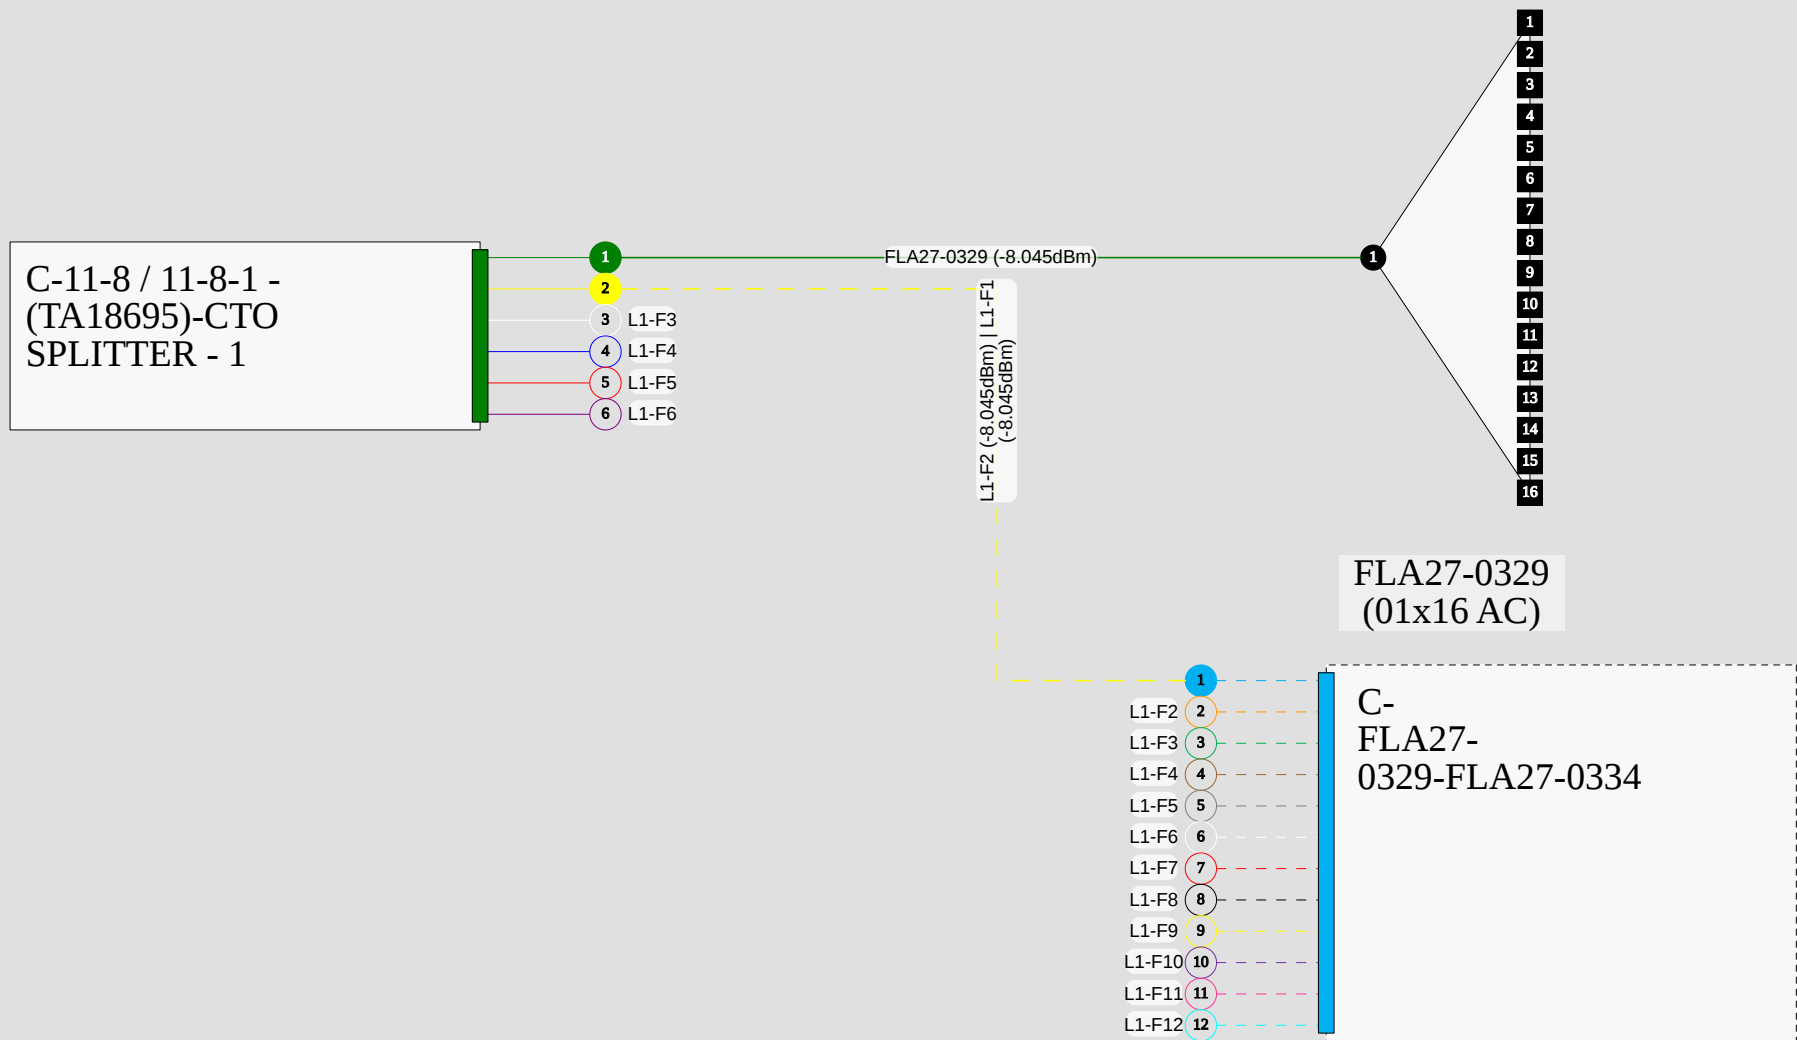 C-11-8 / 11-8-1 -
(TA18695)-CTO
SPLITTER - 1
1
2
3
L1-F3
4
L1-F4
5
L1-F5
6
L1-F6
FLA27-0329 (-8.045dBm)
L1-F2 (-8.045dBm) | L1-F1
(-8.045dBm)
1
1
2
3
4
5
6
7
8
9
10
11
12
13
14
15
16
FLA27-0329
(01x16 AC)
1
L1-F2
2
L1-F3
3
L1-F4
4
L1-F5
5
L1-F6
6
L1-F7
7
L1-F8
8
L1-F9
9
L1-F10
10
L1-F11
11
L1-F12
12
C-
FLA27-
0329-FLA27-0334